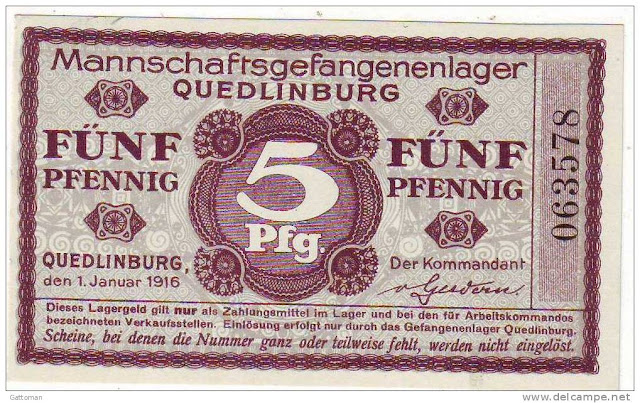 Mannschaftsgefangenenlager
QUEDLINBURG
FÜNF
PFENNIG
5
Pfg.
FÜNF
PFENNIG
063578
QUEDLINBURG,
den 1. Januar 1916
Der Kommandant
Dieses Lagergeld gilt nur als Zahlungsmittel im Lager und bei den für Arbeitskommandos
bezeichneten Verkaufsstellen. Einlösung erfolgt nur durch das Gefangenenlager Quedlinburg.
Scheine, bei denen die Nummer ganz oder teilweise fehlt, werden nicht eingelöst.
Gattoman
delcampe.net